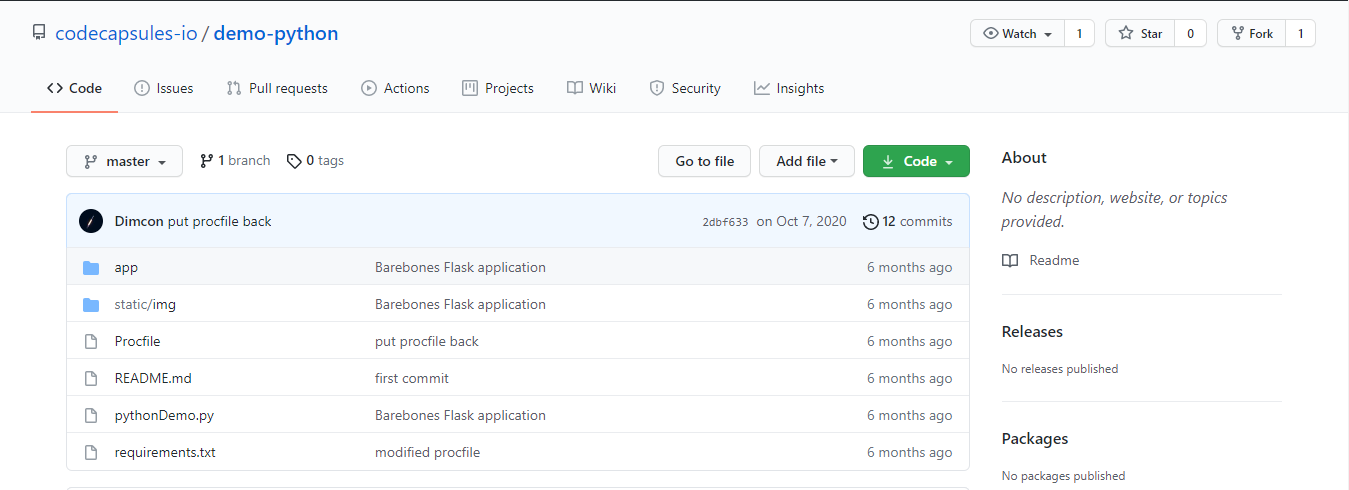 codecapsules-io / demo-python
Watch 1 Star 0 Fork 1
Code Issues Pull requests Actions Projects Wiki Security Insights
master 1 branch 0 tags Go to file Add file Code
Dimcon put procfile back 2dbf633 on Oct 7, 2020 12 commits
app Barebones Flask application 6 months ago
static/img Barebones Flask application 6 months ago
Procfile put procfile back 6 months ago
README.md first commit 6 months ago
pythonDemo.py Barebones Flask application 6 months ago
requirements.txt modified procfile 6 months ago
About
No description, website, or topics
provided.
Readme
Releases
No releases published
Packages
No packages published